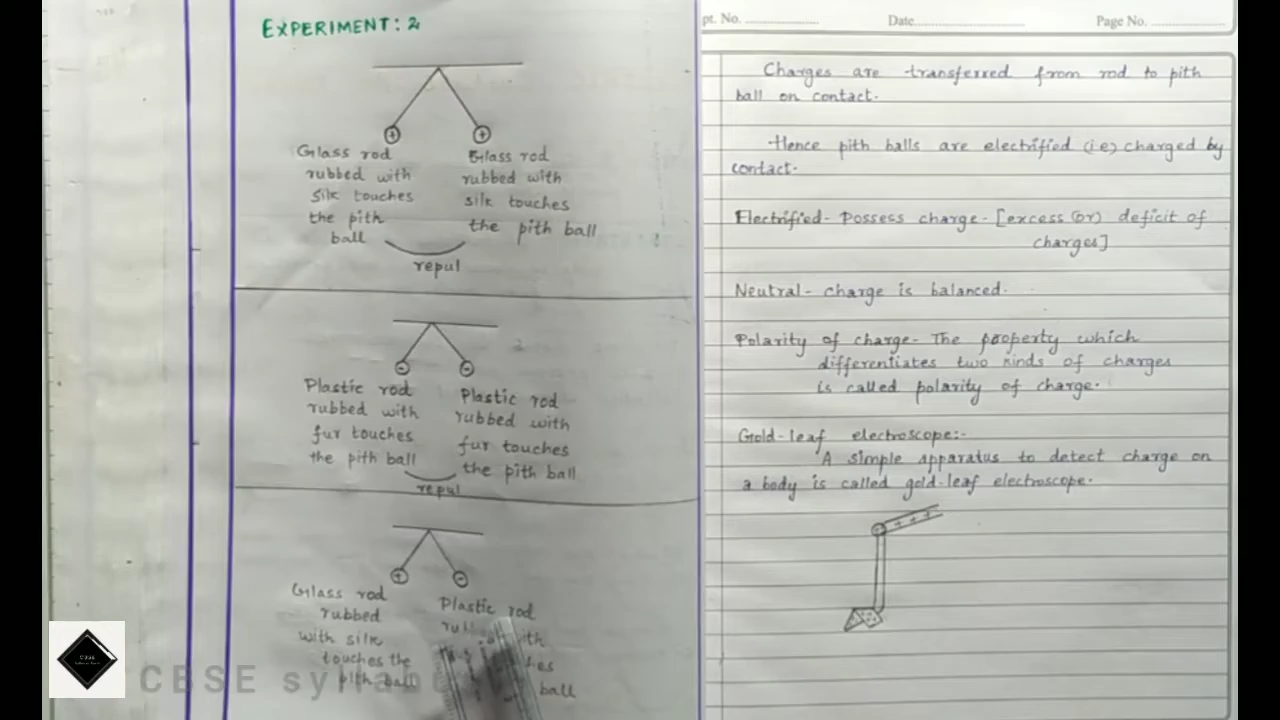 EXPERIMENT: 2
+ +
Glass rod
rubbed with
silk touches
the pith
ball
Glass rod
rubbed with
silk touches
the pith ball
repul
- -
Plastic rod
rubbed with
fur touches
the pith ball
Plastic rod
rubbed with
fur touches
the pith ball
repul
+ -
Glass rod
rubbed
with silk
touches the
pith ball
Plastic rod
ball
pt. No. Date Page No.
Charges are transferred from rod to pith
ball on contact.
Hence pith balls are electrified (i.e) charged by
contact.
Electrified- Possess charge- [excess (or) deficit of
charges]
Neutral- charge is balanced.
Polarity of charge- The property which
differentiates two kinds of charges
is called polarity of charge.
Gold-leaf electroscope:-
A simple apparatus to detect charge on
a body is called gold-leaf electroscope.
+ + +
CBSE
CBSE